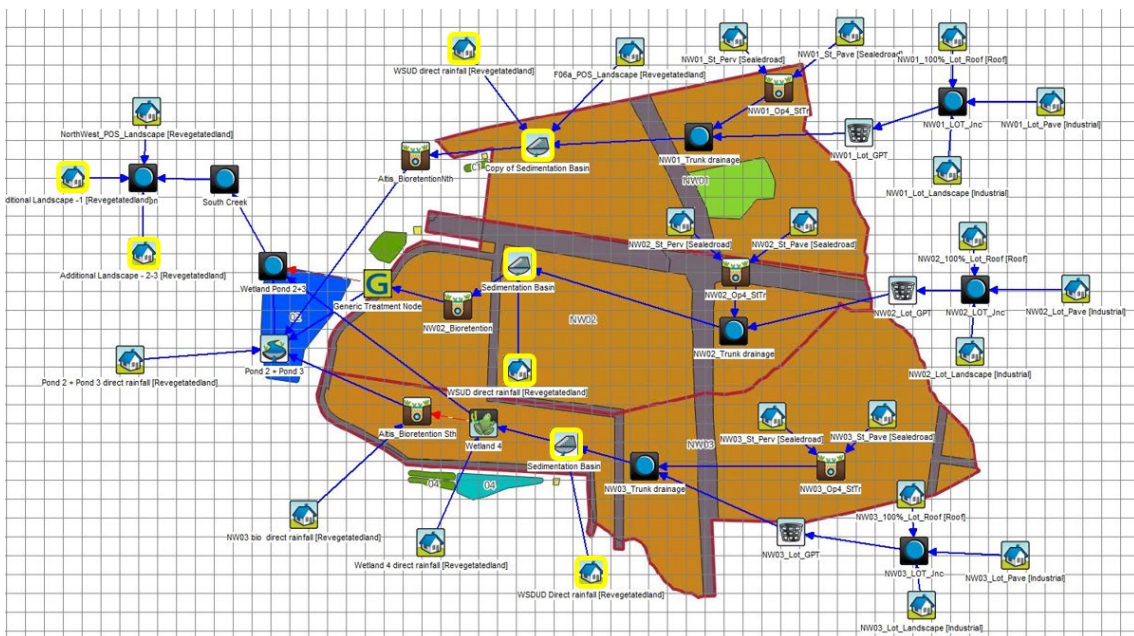 WSUD direct rainfall [Revegetatedland]
F06a_POS_Landscape [Revegetatedland]
NW01_St_Perv [Sealedroad]
NW01_St_Pave [Sealedroad]
NW01_100%_Lot_Roof [Roof]
NorthWest_POS_Landscape [Revegetatedland]
NW01_Op4_StTr
NW01_LOT_Jnc
NW01_Lot_Pave [Industrial]
NW01_Trunk drainage
NW01_Lot_GPT
Altis_BioretentionNth
Copy of Sedimentation Basin
NW01
NW01_Lot_Landscape [Industrial]
dditional Landscape -1 [Revegetatedland]
South Creek
NW02_St_Perv [Sealedroad]
NW02_St_Pave [Sealedroad]
NW02_100%_Lot_Roof [Roof]
Additional Landscape - 2-3 [Revegetatedland]
Wetland Pond 2+3
Generic Treatment Node
G
Sedimentation Basin
NW02_Op4_StTr
NW02_Lot_GPT
NW02_LOT_Jnc
NW02_Lot_Pave [Industrial]
03
NW02_Bioretention
NW02
NW02_Trunk drainage
NW02_Lot_Landscape [Industrial]
Pond 2 + Pond 3 direct rainfall [Revegetatedland]
Pond 2 + Pond 3
WSUD direct rainfall [Revegetatedland]
Altis_Bioretention Sth
Wetland 4
Sedimentation Basin
NW03
NW03_St_Perv [Sealedroad]
NW03_St_Pave [Sealedroad]
04
04
NW03_Trunk drainage
NW03_Op4_StTr
NW03_100%_Lot_Roof [Roof]
NW03 bio direct rainfall [Revegetatedland]
Wetland 4 direct rainfall [Revegetatedland]
WSDUD Direct rainfall [Revegetatedland]
NW03_Lot_GPT
NW03_LOT_Jnc
NW03_Lot_Pave [Industrial]
NW03_Lot_Landscape [Industrial]